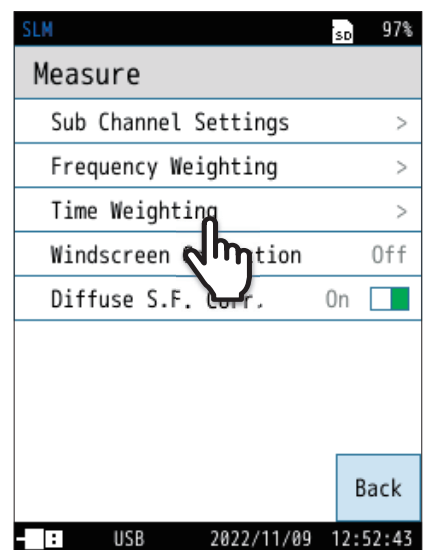 SLM SD 97%
Measure
Sub Channel Settings >
Frequency Weighting >
Time Weighting >
Windscreen Off
Diffuse S.F. Corr. On
Back
USB 2022/11/09 12:52:43